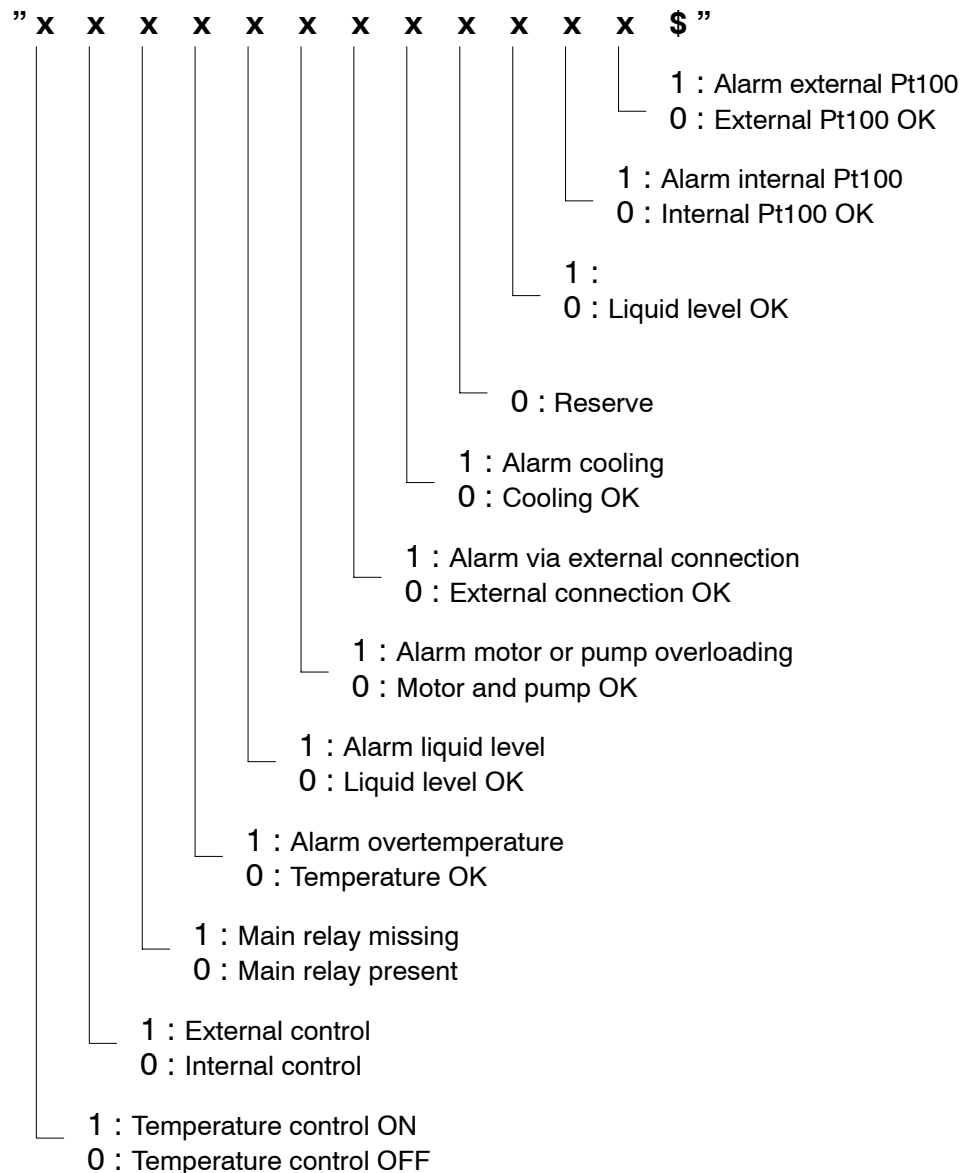 ” x x x x x x x x x x x x $ ”
1 : Alarm external Pt100
0 : External Pt100 OK
1 : Alarm internal Pt100
0 : Internal Pt100 OK
1 :
0 : Liquid level OK
0 : Reserve
1 : Alarm cooling
0 : Cooling OK
1 : Alarm via external connection
0 : External connection OK
1 : Alarm motor or pump overloading
0 : Motor and pump OK
1 : Alarm liquid level
0 : Liquid level OK
1 : Alarm overtemperature
0 : Temperature OK
1 : Main relay missing
0 : Main relay present
1 : External control
0 : Internal control
1 : Temperature control ON
0 : Temperature control OFF